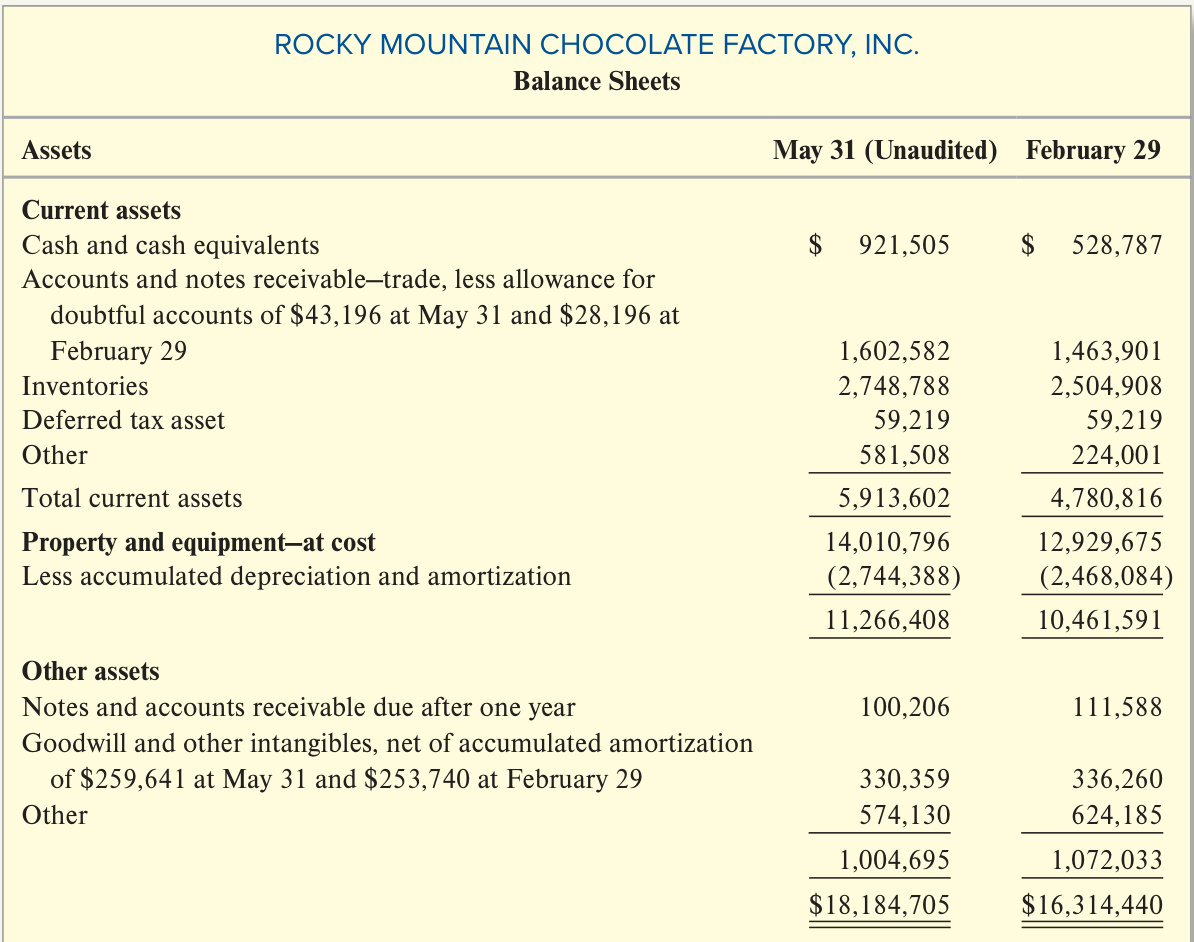 ROCKY MOUNTAIN CHOCOLATE FACTORY, INC.
Balance Sheets
Assets May 31 (Unaudited) February 29
Current assets
Cash and cash equivalents $ 921,505 $ 528,787
Accounts and notes receivable–trade, less allowance for
doubtful accounts of $43,196 at May 31 and $28,196 at
February 29 1,602,582 1,463,901
Inventories 2,748,788 2,504,908
Deferred tax asset 59,219 59,219
Other 581,508 224,001
Total current assets 5,913,602 4,780,816
Property and equipment–at cost 14,010,796 12,929,675
Less accumulated depreciation and amortization (2,744,388) (2,468,084)
11,266,408 10,461,591
Other assets
Notes and accounts receivable due after one year 100,206 111,588
Goodwill and other intangibles, net of accumulated amortization
of $259,641 at May 31 and $253,740 at February 29 330,359 336,260
Other 574,130 624,185
1,004,695 1,072,033
$18,184,705 $16,314,440